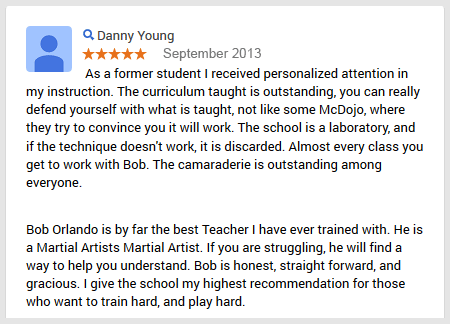 Danny Young
September 2013
As a former student I received personalized attention in
my instruction. The curriculum taught is outstanding, you can really
defend yourself with what is taught, not like some McDojo, where
they try to convince you it will work. The school is a laboratory, and
if the technique doesn't work, it is discarded. Almost every class you
get to work with Bob. The camaraderie is outstanding among
everyone.
Bob Orlando is by far the best Teacher I have ever trained with. He is
a Martial Artists Martial Artist. If you are struggling, he will find a
way to help you understand. Bob is honest, straight forward, and
gracious. I give the school my highest recommendation for those
who want to train hard, and play hard.